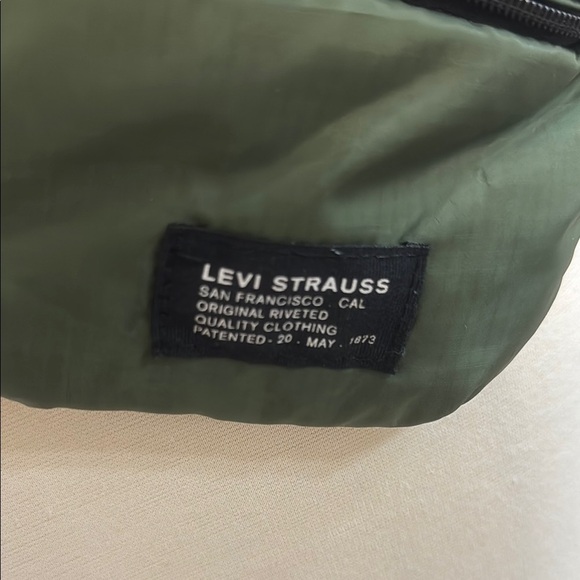 LEVI STRAUSS
SAN FRANCISCO . CAL
ORIGINAL RIVETED
QUALITY CLOTHING
PATENTED - 20 . MAY . 1873